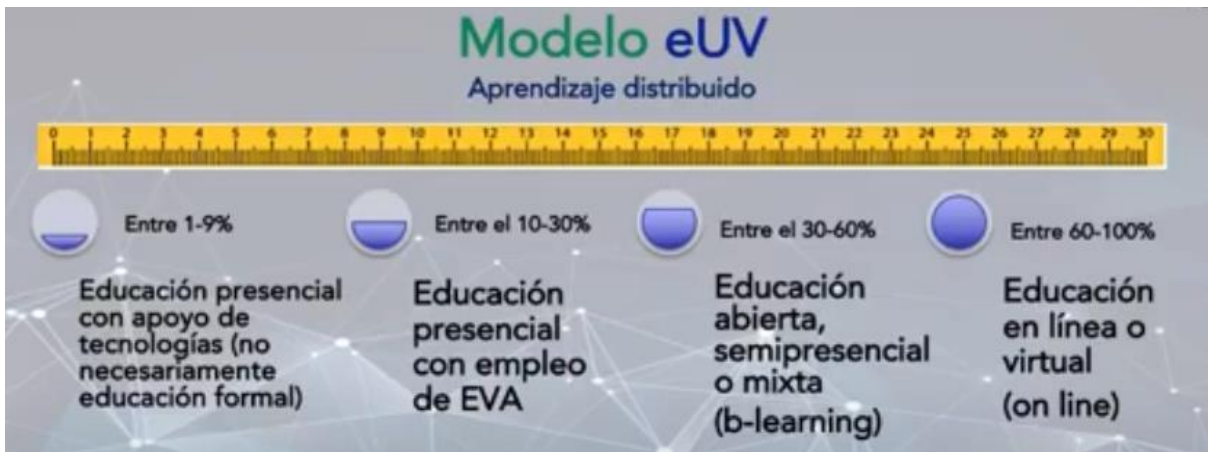 Modelo eUV
Aprendizaje distribuido
0 1 2 3 4 5 6 7 8 9 10 11 12 13 14 15 16 17 18 19 20 21 22 23 24 25 26 27 28 29 30
Entre 1-9%
Educación presencial
con apoyo de
tecnologías (no
necesariamente
educación formal)
Entre el 10-30%
Educación
presencial
con empleo
de EVA
Entre el 30-60%
Educación
abierta,
semipresencial
o mixta
(b-learning)
Entre 60-100%
Educación
en línea o
virtual
(on line)